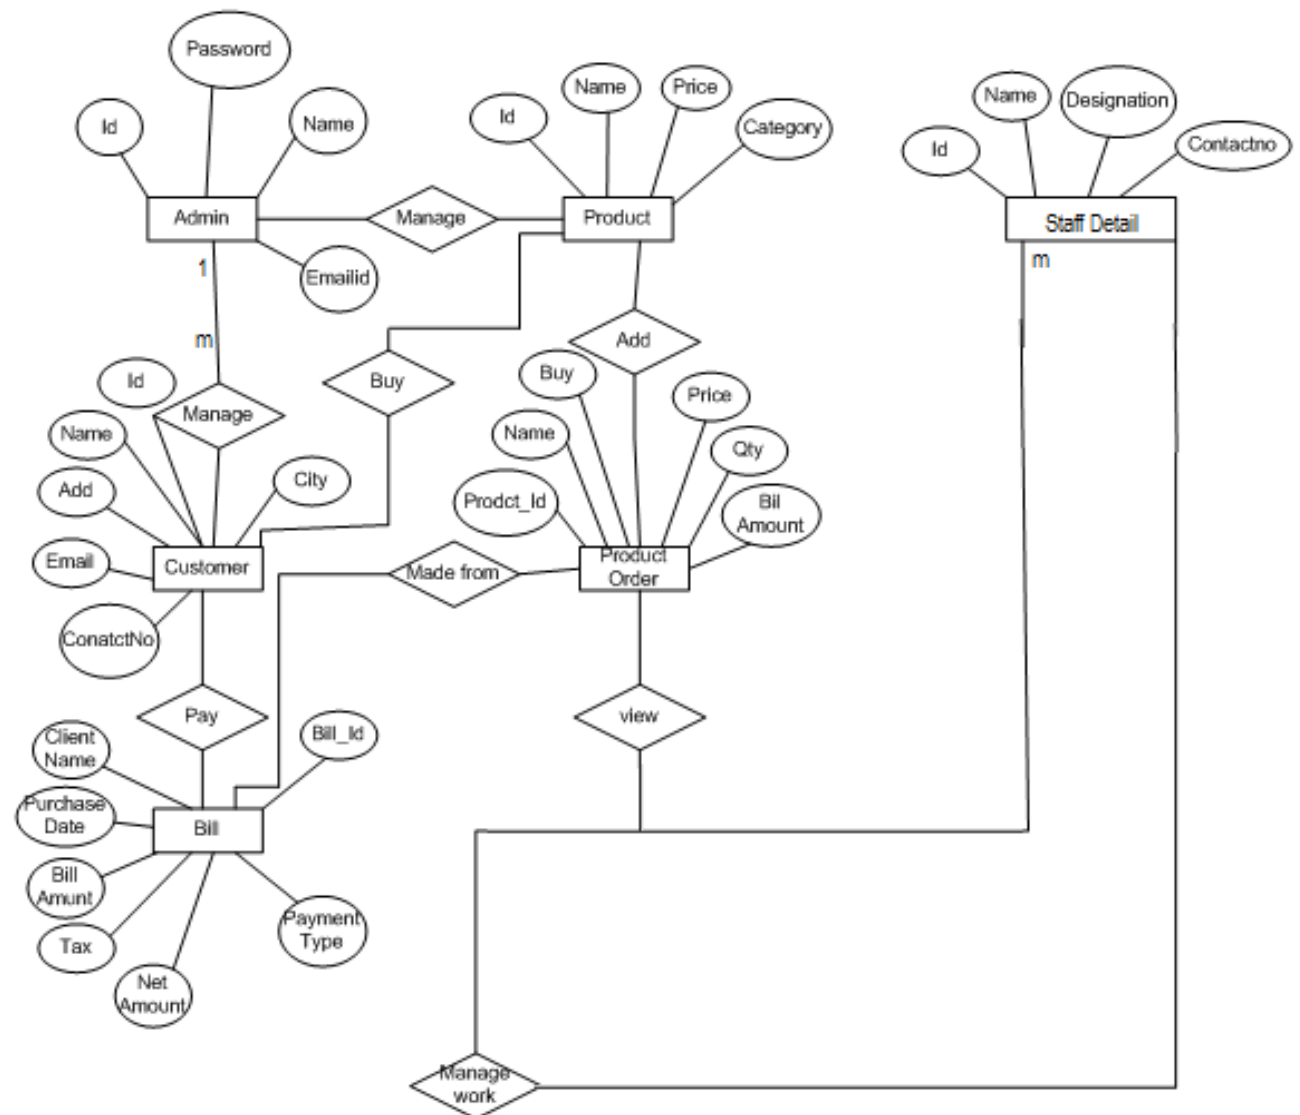 Password
Id
Name
Admin
Emailid
1
m
Manage
Id
Name
Price
Category
Product
Name
Designation
Id
Contactno
Staff Detail
m
Add
Buy
Id
Manage
Name
Add
City
Email
Customer
ConatctNo
Buy
Price
Name
Qty
Prodct_Id
Bil
Amount
Product
Order
Made from
Pay
view
Client
Name
Bill_Id
Purchase
Date
Bill
Bill
Amunt
Tax
Net
Amount
Payment
Type
Manage
work